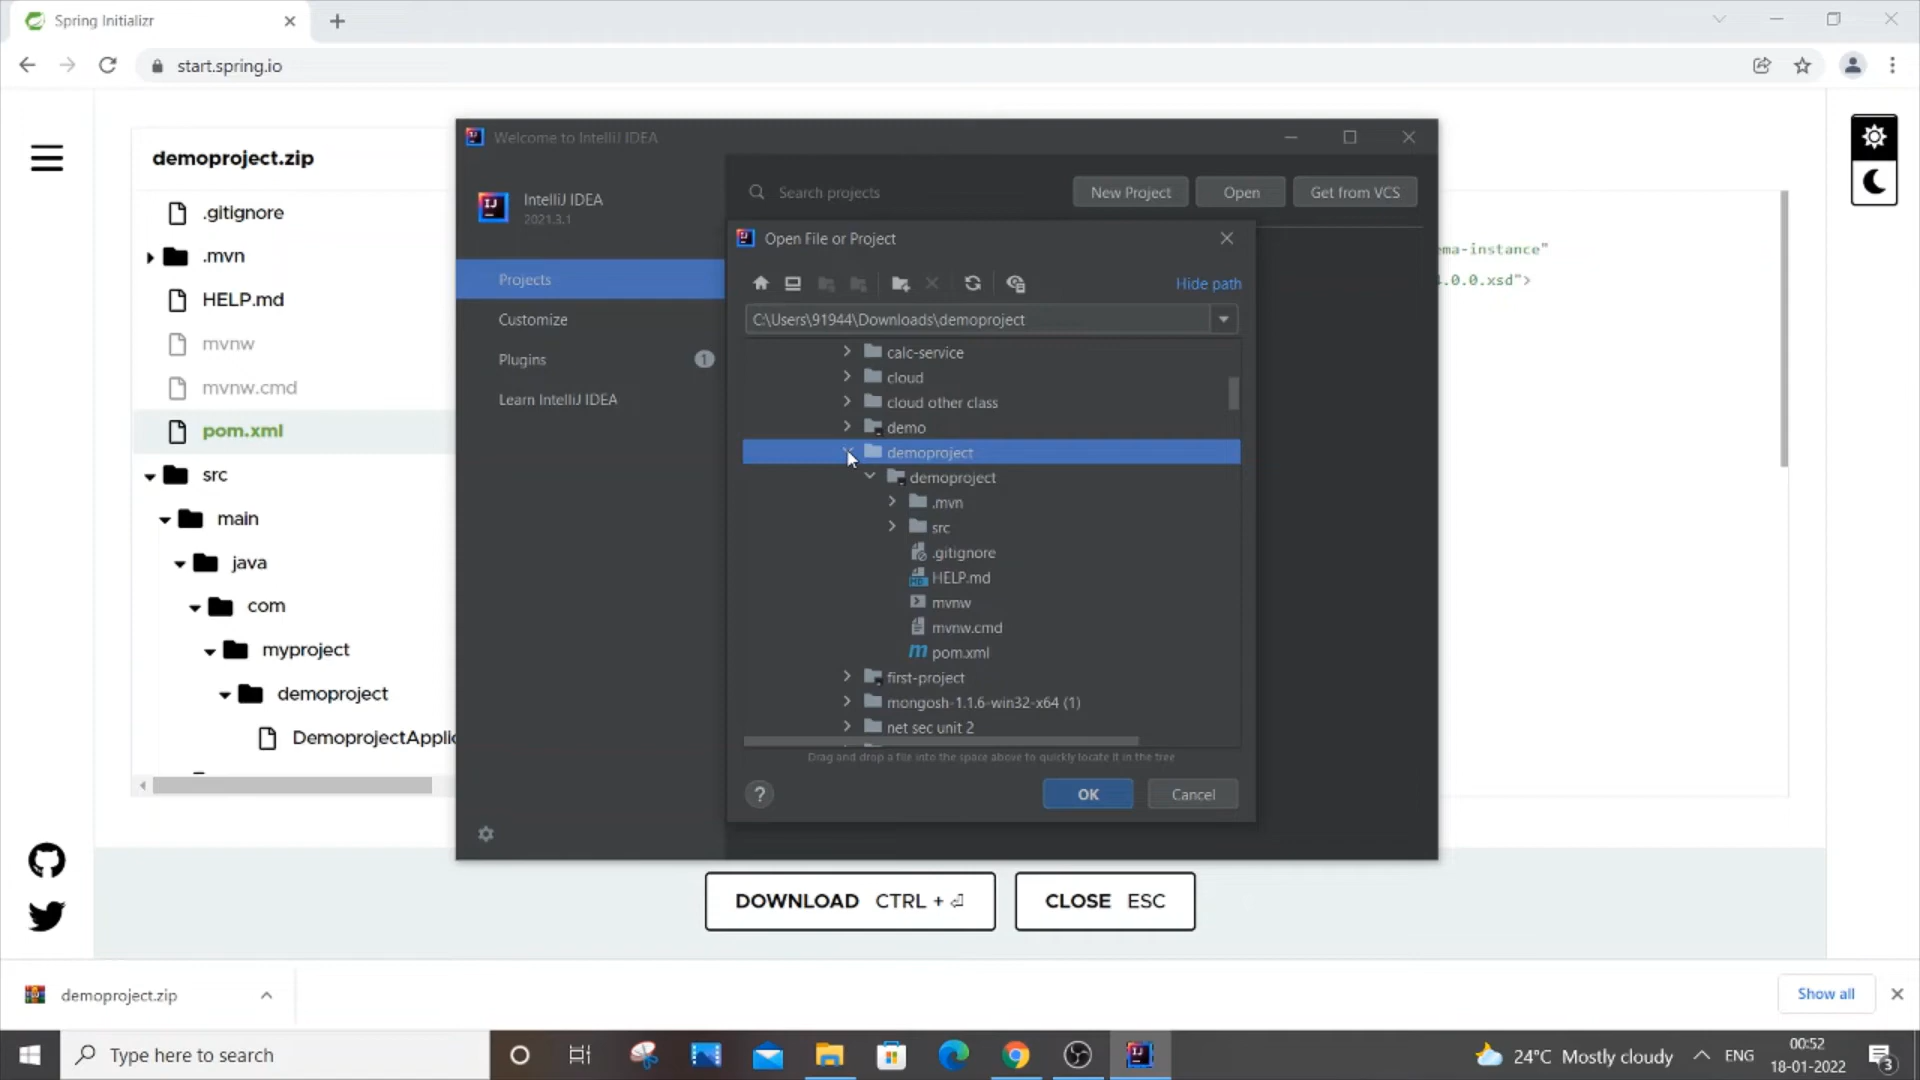 Spring Initializr
start.spring.io
demoproject.zip
.gitignore
.mvn
HELP.md
mvnw
mvnw.cmd
pom.xml
src
main
java
com
myproject
demoproject
DemoprojectApplic
Welcome to IntelliJ IDEA
IntelliJ IDEA
2021.3.1
Projects
Customize
Plugins 1
Learn IntelliJ IDEA
Search projects
New Project
Open
Get from VCS
Open File or Project
Hide path
C:\Users\91944\Downloads\demoproject
calc-service
cloud
cloud other class
demo
demoproject
demoproject
.mvn
src
.gitignore
HELP.md
mvnw
mvnw.cmd
pom.xml
first-project
mongosh-1.1.6-win32-x64 (1)
net sec unit 2
Drag and drop a file into the space above to quickly locate it in the tree
? OK Cancel
ma-instance"
.0.0.xsd">
DOWNLOAD CTRL + ⏎
CLOSE ESC
demoproject.zip
Show all
Type here to search
24°C Mostly cloudy
ENG
00:52
18-01-2022
3